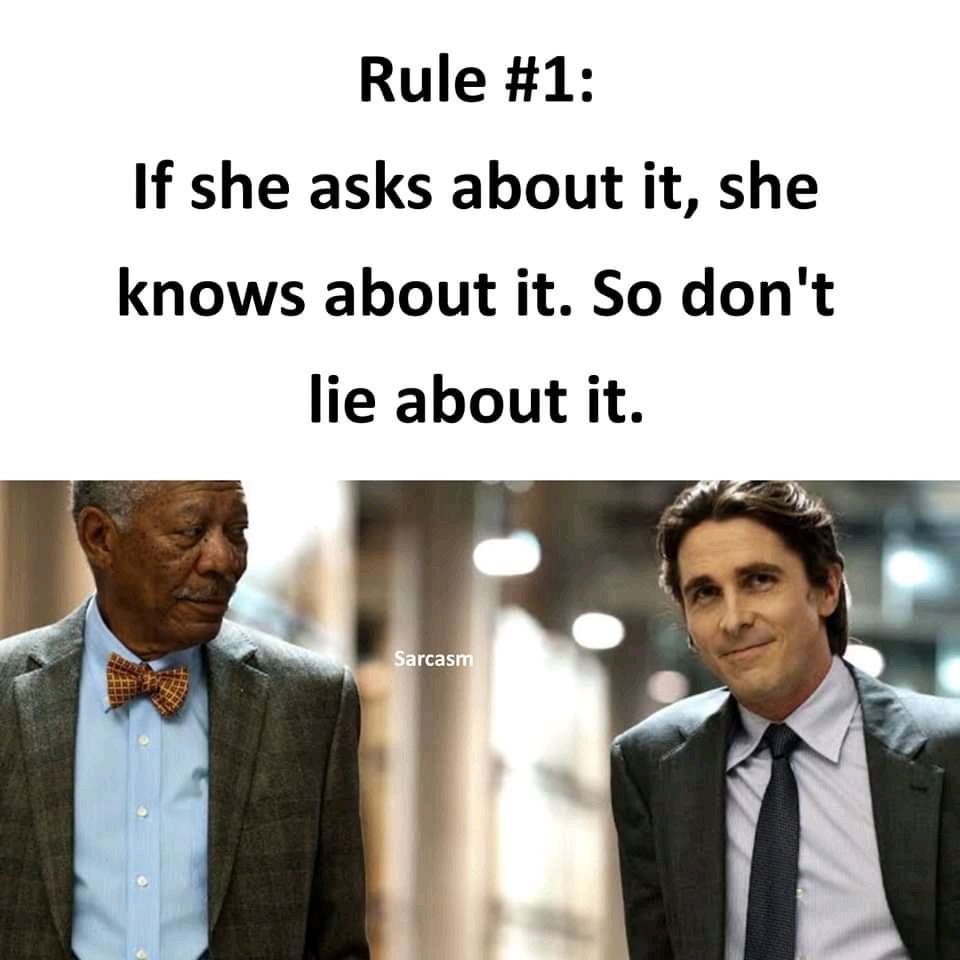 Rule #1:
If she asks about it, she
knows about it. So don't
lie about it.
Sarcasm